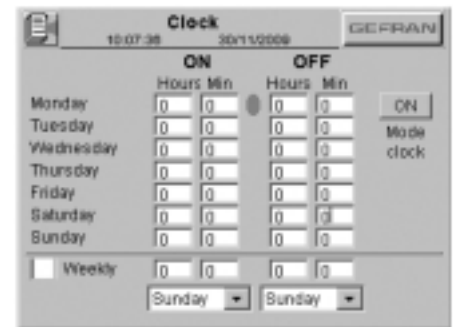 Clock
GEFRAN
10:07:38 30/11/2009
ON OFF
Hours Min Hours Min
Monday 0 0 0 0 ON
Tuesday 0 0 0 0 Mode
Wednesday 0 0 0 0 clock
Thursday 0 0 0 0
Friday 0 0 0 0
Saturday 0 0 0 0
Sunday 0 0 0 0
Weekly 0 0 0 0
Sunday Sunday